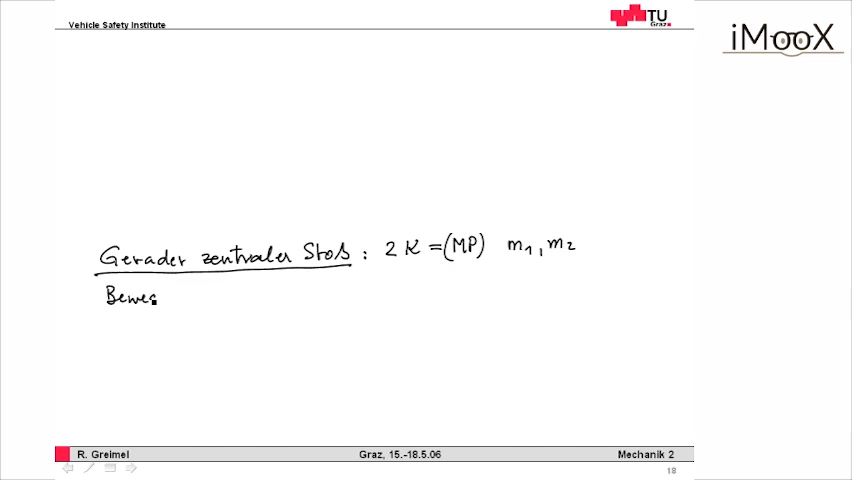 Vehicle Safety Institute
TU
Graz
iMooX
Gerader zentraler Stoß : 2 K = (MP) m1, m2
Bewe
R. Greimel Graz, 15.-18.5.06 Mechanik 2
18